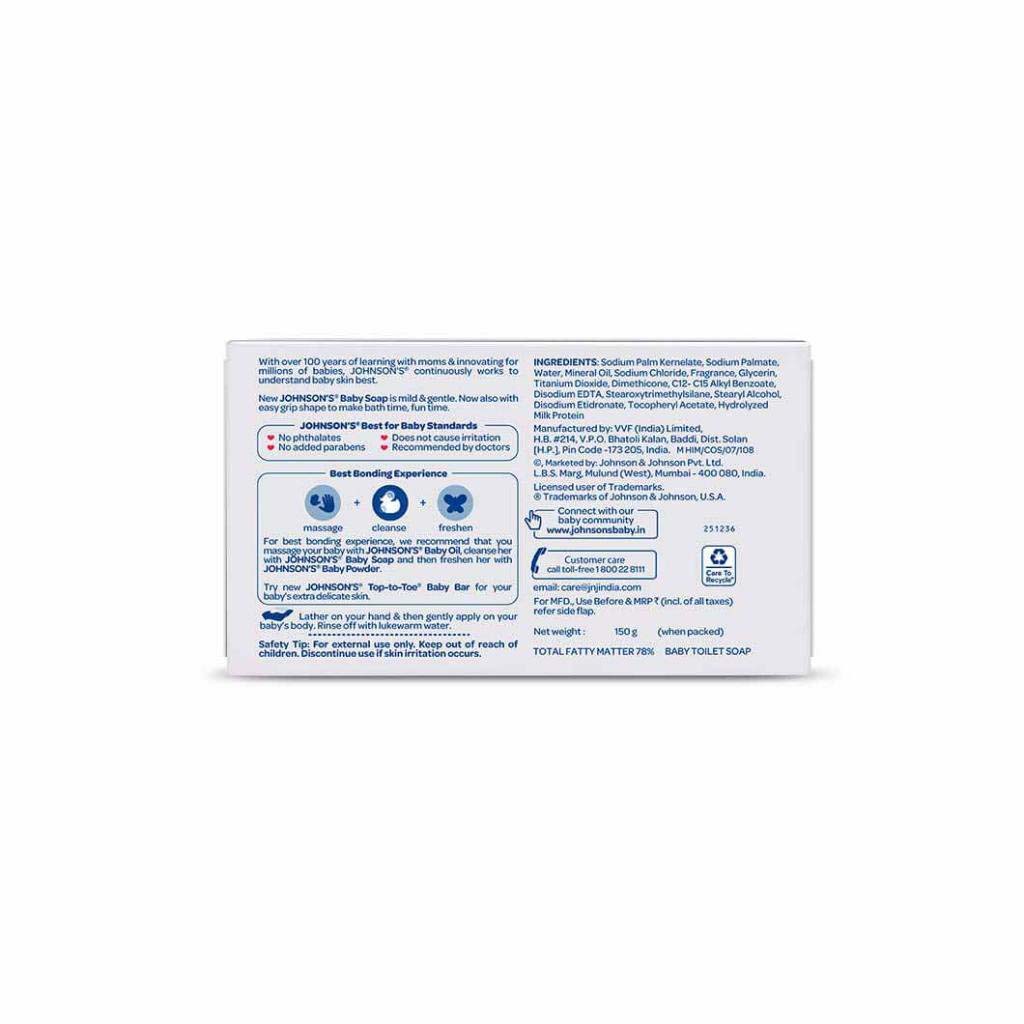 With over 100 years of learning with moms & innovating for
millions of babies, JOHNSON'S® continuously works to
understand baby skin best.
New JOHNSON'S® Baby Soap is mild & gentle. Now also with
easy grip shape to make bath time, fun time.
JOHNSON'S® Best for Baby Standards
No phthalates
Does not cause irritation
No added parabens
Recommended by doctors
Best Bonding Experience
massage + cleanse + freshen
For best bonding experience, we recommend that you
massage your baby with JOHNSON'S® Baby Oil, cleanse her
with JOHNSON'S® Baby Soap and then freshen her with
JOHNSON'S® Baby Powder.
Try new JOHNSON'S® Top-to-Toe® Baby Bar for your
baby's extra delicate skin.
Lather on your hand & then gently apply on your
baby's body. Rinse off with lukewarm water.
Safety Tip: For external use only. Keep out of reach of
children. Discontinue use if skin irritation occurs.
INGREDIENTS: Sodium Palm Kernelate, Sodium Palmate,
Water, Mineral Oil, Sodium Chloride, Fragrance, Glycerin,
Titanium Dioxide, Dimethicone, C12- C15 Alkyl Benzoate,
Disodium EDTA, Stearoxytrimethylsilane, Stearyl Alcohol,
Disodium Etidronate, Tocopheryl Acetate, Hydrolyzed
Milk Protein
Manufactured by: VVF (India) Limited,
H.B. #214, V.P.O. Bhatoli Kalan, Baddi, Dist. Solan
[H.P.], Pin Code -173 205, India. M HIM/COS/07/108
©, Marketed by: Johnson & Johnson Pvt. Ltd.
L.B.S. Marg, Mulund (West), Mumbai - 400 080, India.
Licensed user of Trademarks.
® Trademarks of Johnson & Johnson, U.S.A.
Connect with our
baby community
www.johnsonsbaby.in
251236
Customer care
call toll-free 1 800 22 8111
Care To
Recycle®
email: care@jnjindia.com
For MFD., Use Before & MRP ₹ (incl. of all taxes)
refer side flap.
Net weight : 150 g (when packed)
TOTAL FATTY MATTER 78% BABY TOILET SOAP